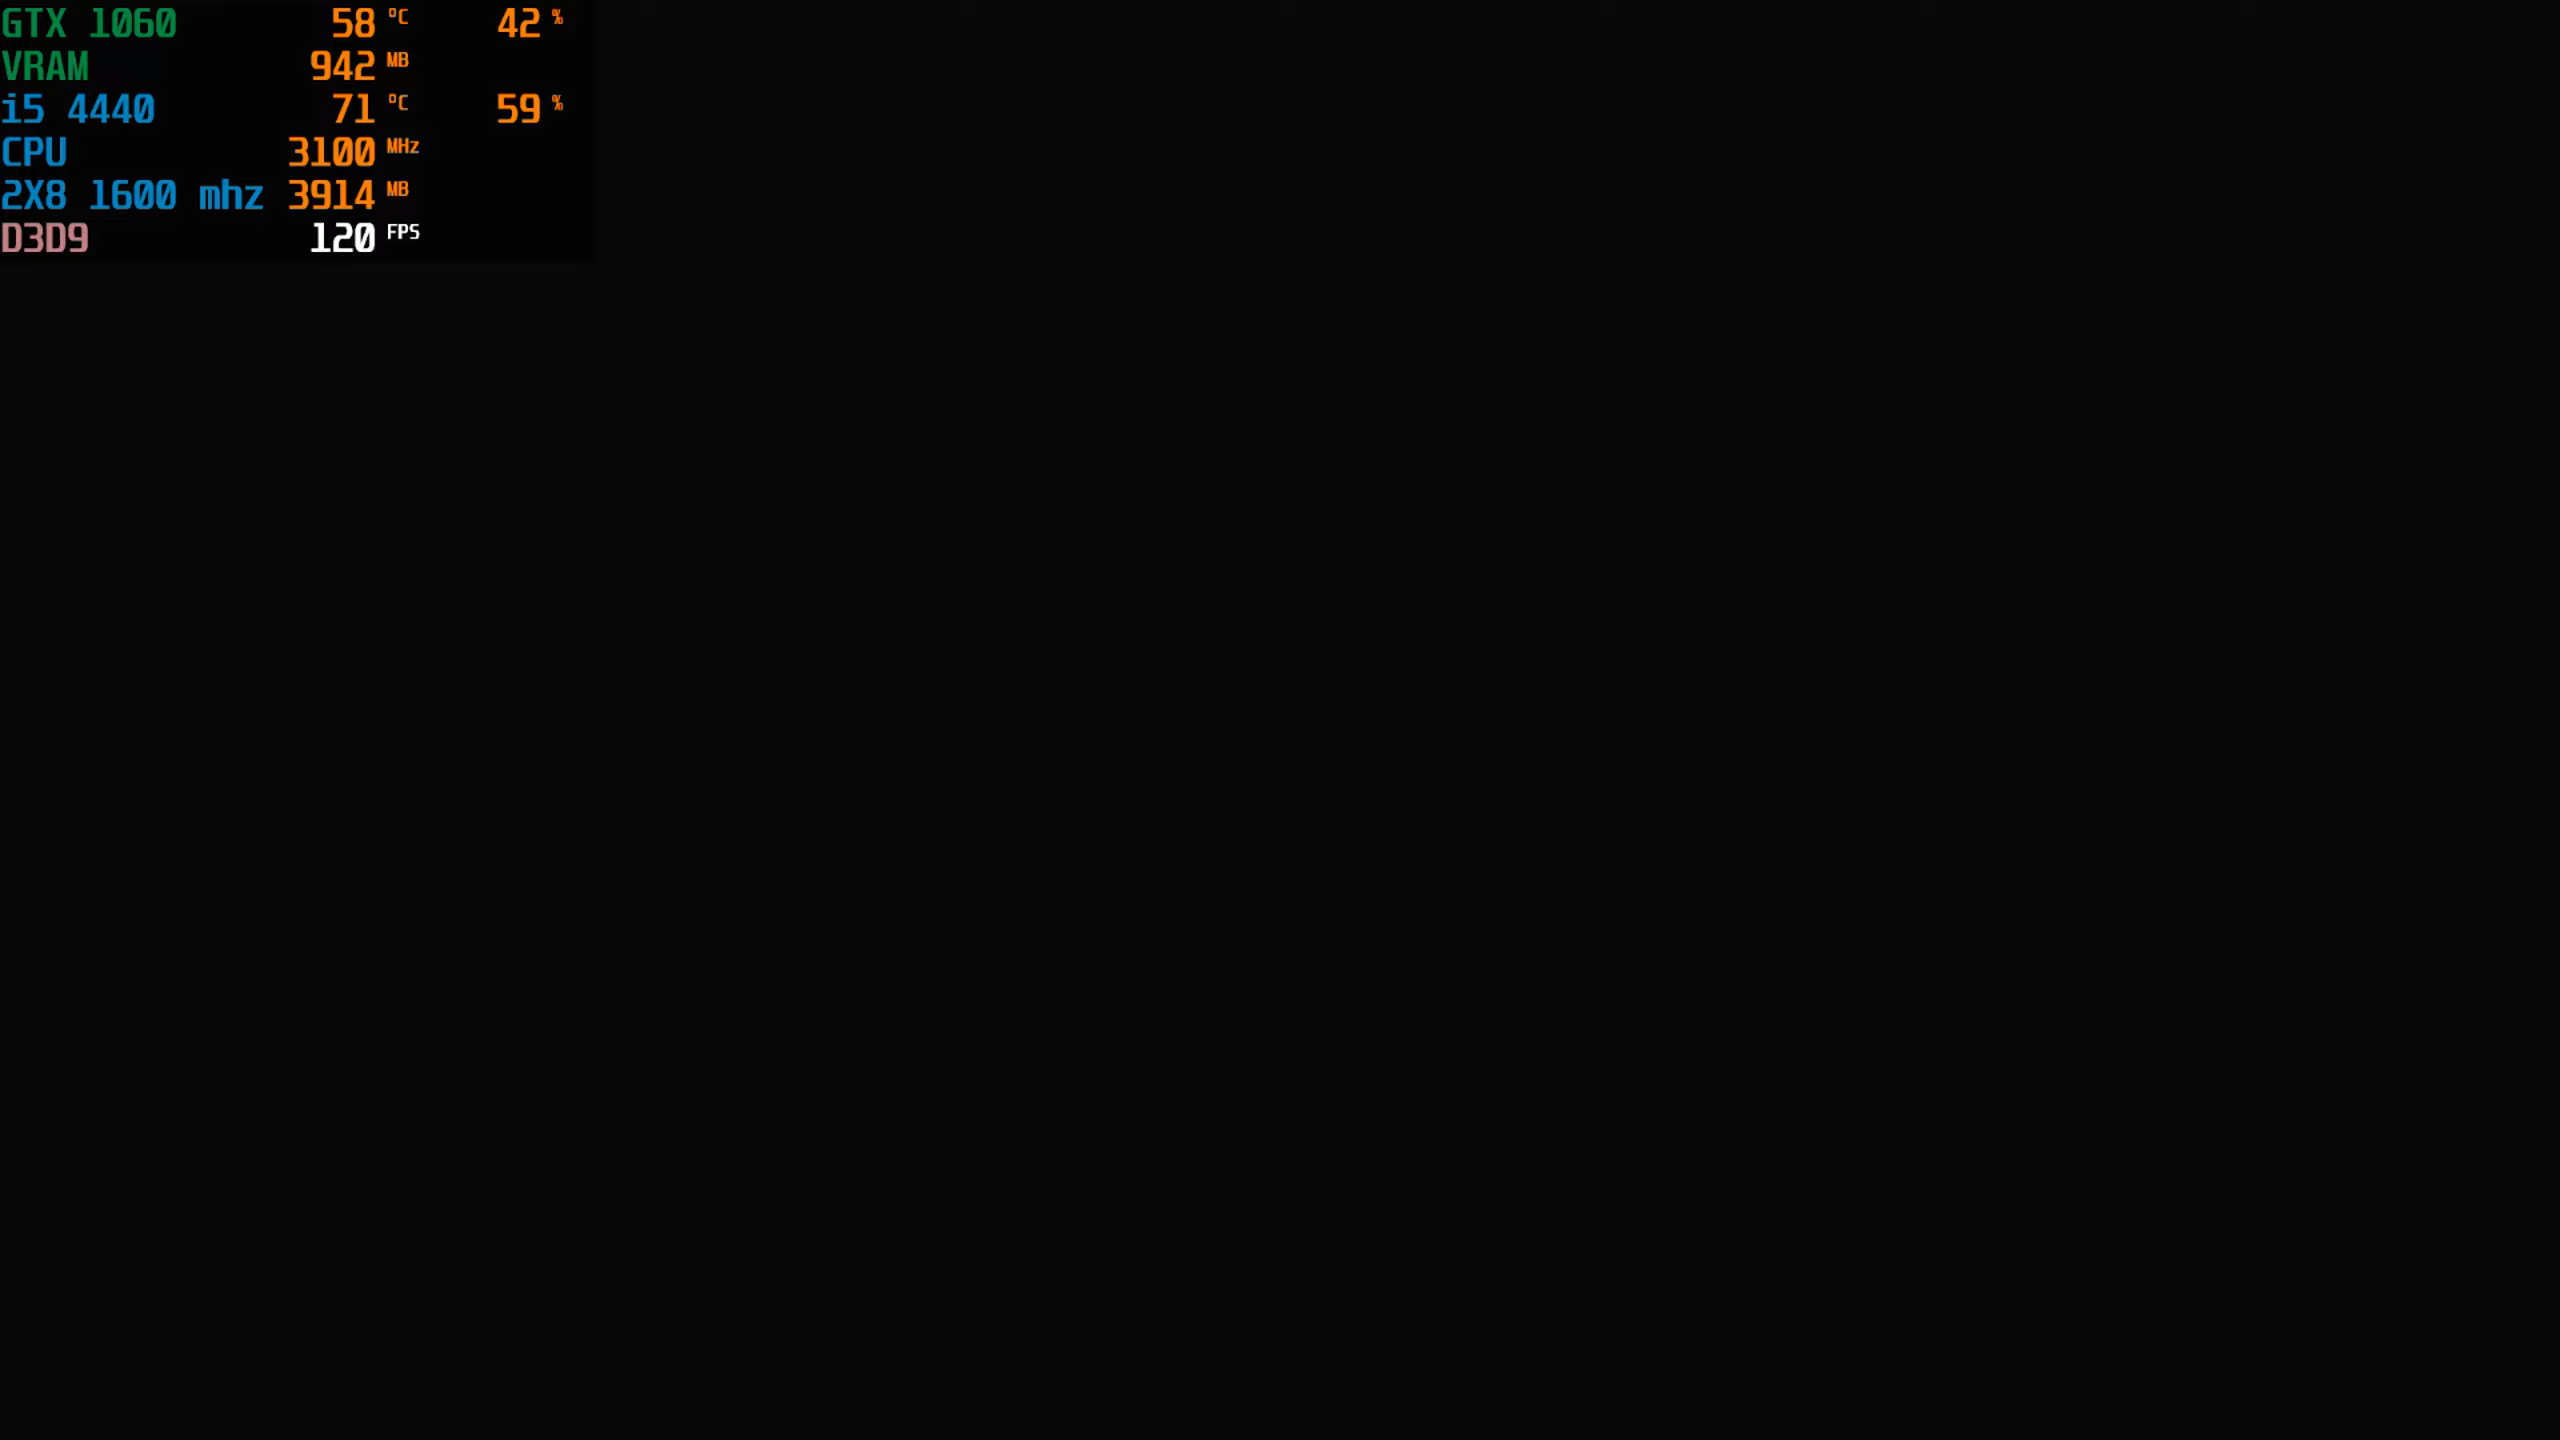 GTX 1060 58 °C 42 %
VRAM 942 MB
i5 4440 71 °C 59 %
CPU 3100 MHz
2X8 1600 mhz 3914 MB
D3D9 120 FPS